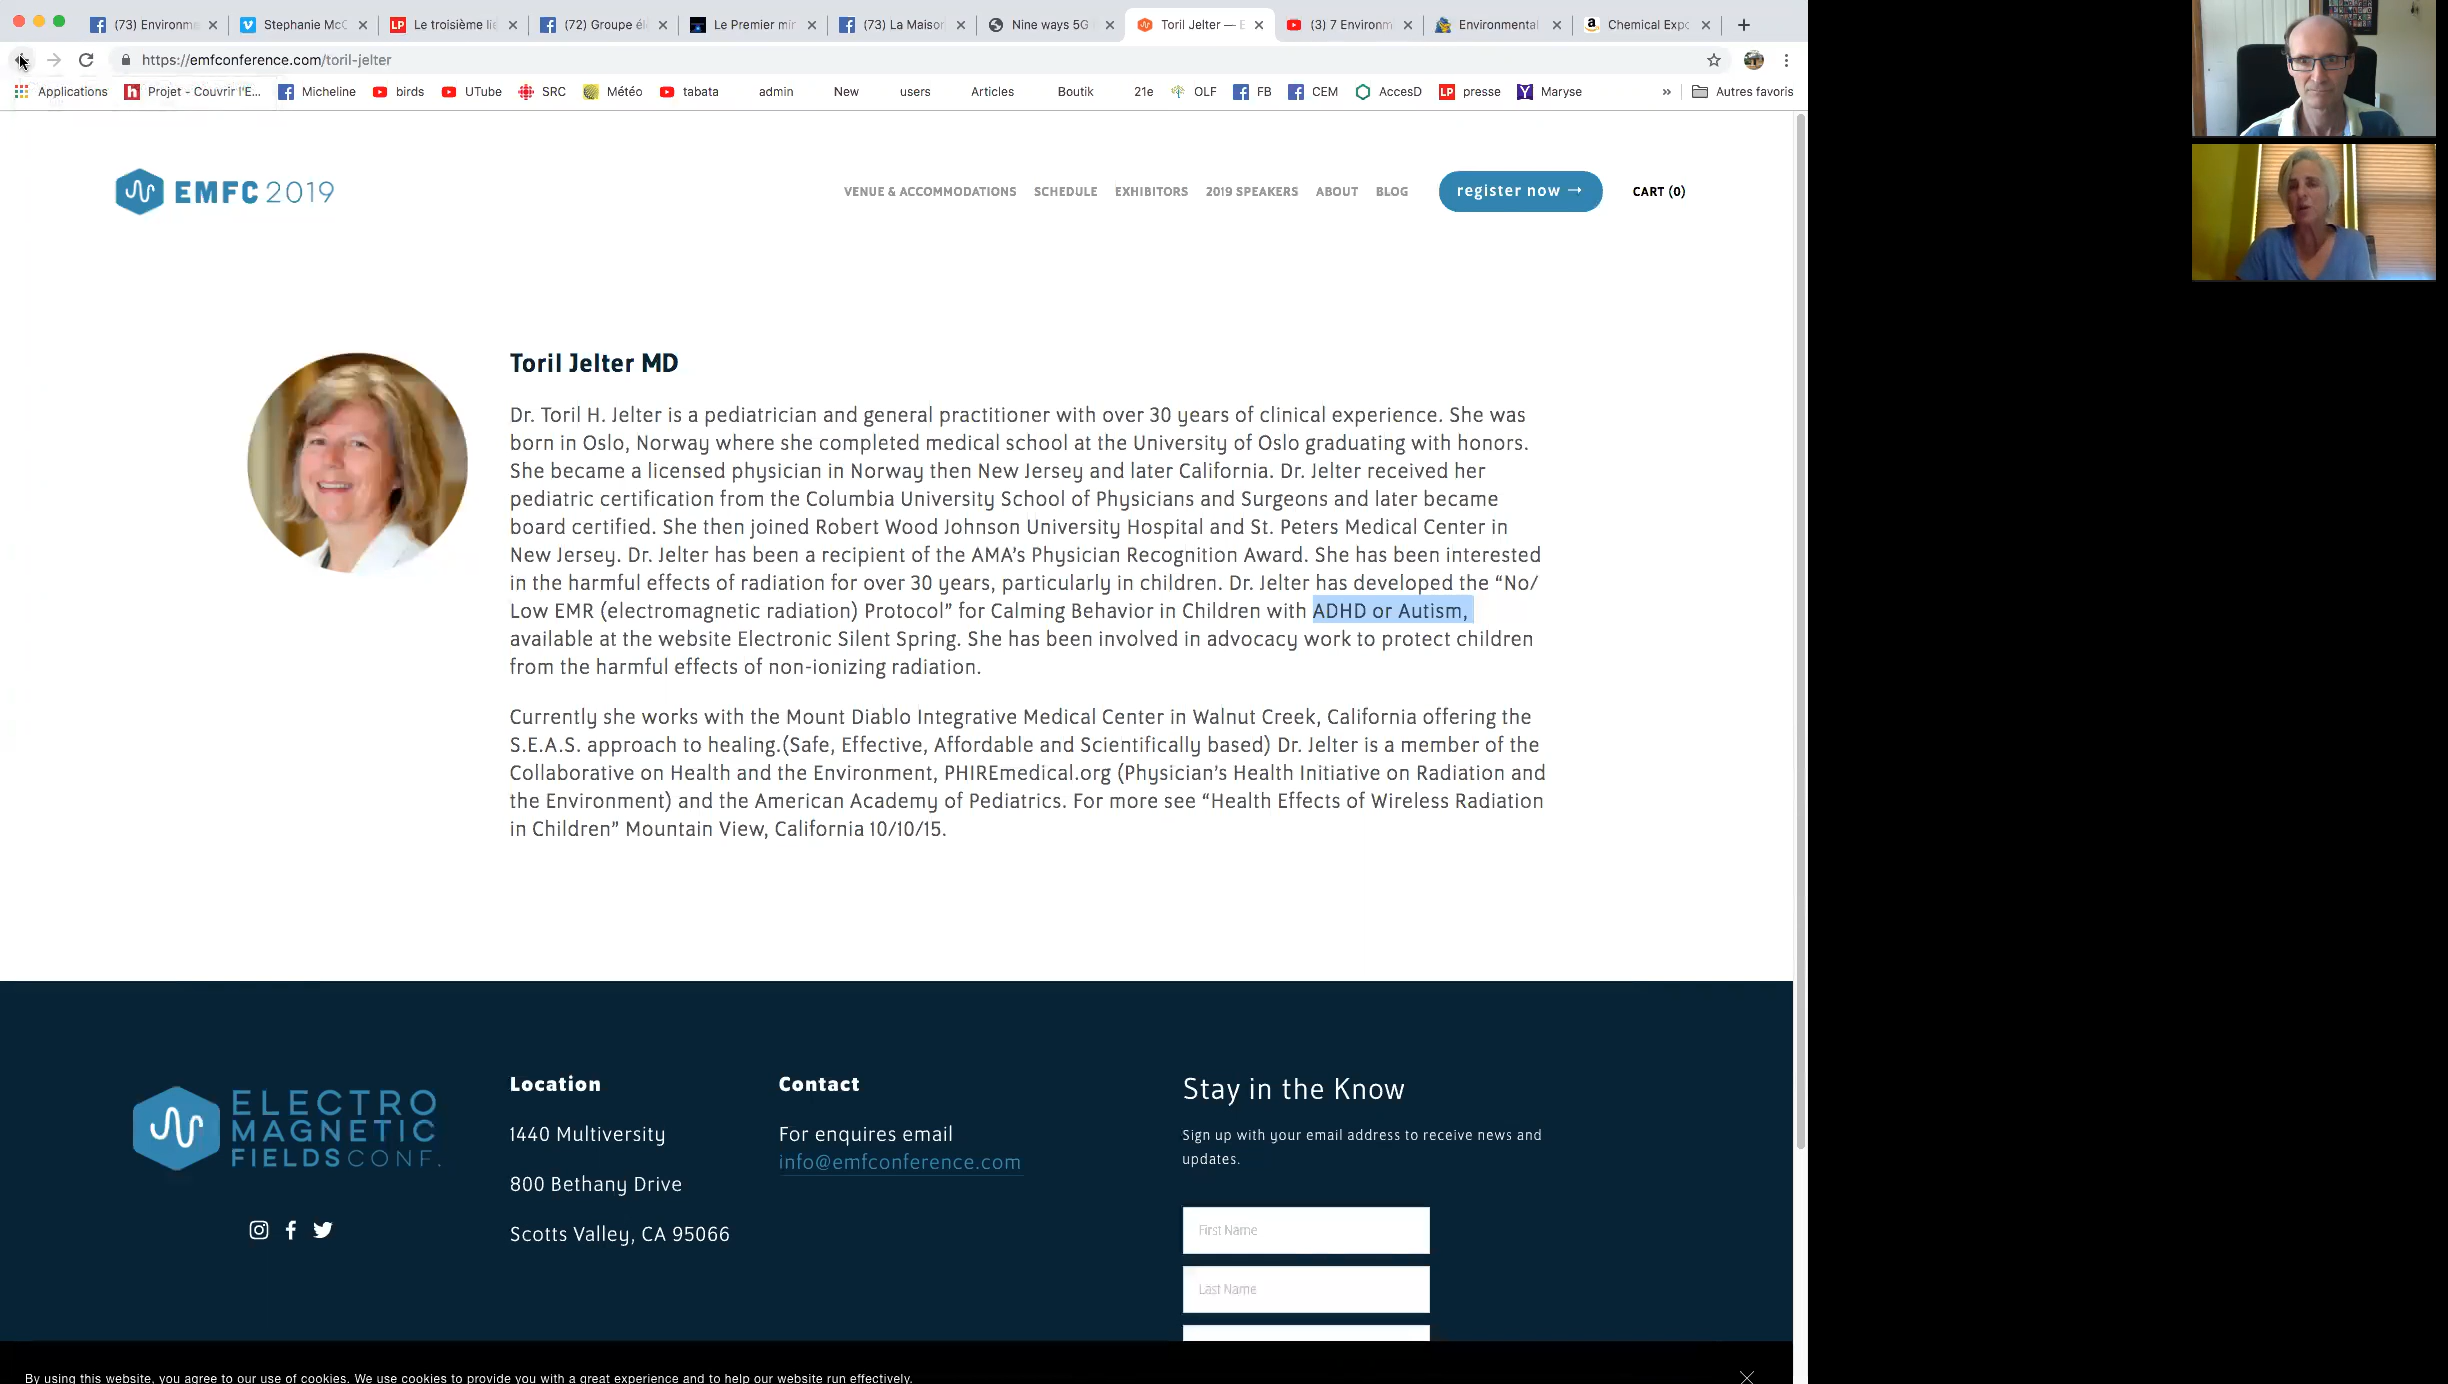 (73) Environme
Stephanie McC
Le troisième lie
(72) Groupe éle
Le Premier min
(73) La Maison
Nine ways 5G
Toril Jelter — E
(3) 7 Environm
Environmental
Chemical Expo
https://emfconference.com/toril-jelter
Applications
Projet - Couvrir l'E...
Micheline
birds
UTube
SRC
Météo
tabata
admin
New
users
Articles
Boutik
21e
OLF
FB
CEM
AccesD
presse
Maryse
»
Autres favoris
EMFC 2019
VENUE & ACCOMMODATIONS
SCHEDULE
EXHIBITORS
2019 SPEAKERS
ABOUT
BLOG
register now →
CART (0)
Toril Jelter MD
Dr. Toril H. Jelter is a pediatrician and general practitioner with over 30 years of clinical experience. She was
born in Oslo, Norway where she completed medical school at the University of Oslo graduating with honors.
She became a licensed physician in Norway then New Jersey and later California. Dr. Jelter received her
pediatric certification from the Columbia University School of Physicians and Surgeons and later became
board certified. She then joined Robert Wood Johnson University Hospital and St. Peters Medical Center in
New Jersey. Dr. Jelter has been a recipient of the AMA’s Physician Recognition Award. She has been interested
in the harmful effects of radiation for over 30 years, particularly in children. Dr. Jelter has developed the “No/
Low EMR (electromagnetic radiation) Protocol” for Calming Behavior in Children with ADHD or Autism,
available at the website Electronic Silent Spring. She has been involved in advocacy work to protect children
from the harmful effects of non-ionizing radiation.
Currently she works with the Mount Diablo Integrative Medical Center in Walnut Creek, California offering the
S.E.A.S. approach to healing.(Safe, Effective, Affordable and Scientifically based) Dr. Jelter is a member of the
Collaborative on Health and the Environment, PHIREmedical.org (Physician’s Health Initiative on Radiation and
the Environment) and the American Academy of Pediatrics. For more see “Health Effects of Wireless Radiation
in Children” Mountain View, California 10/10/15.
ELECTRO
MAGNETIC
FIELDSCONF.
Location
1440 Multiversity
800 Bethany Drive
Scotts Valley, CA 95066
Contact
For enquires email
info@emfconference.com
Stay in the Know
Sign up with your email address to receive news and
updates.
First Name
Last Name
By using this website, you agree to our use of cookies. We use cookies to provide you with a great experience and to help our website run effectively.